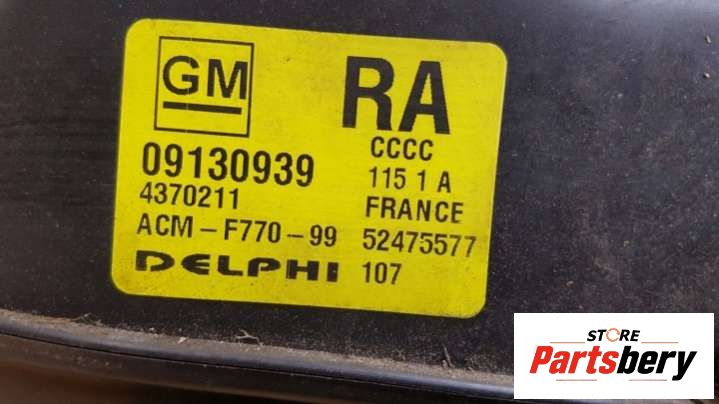 GM
RA
CCCC
09130939
115 1 A
4370211
FRANCE
ACM - F770 - 99
52475577
DELPHI
107
STORE
Partsbery